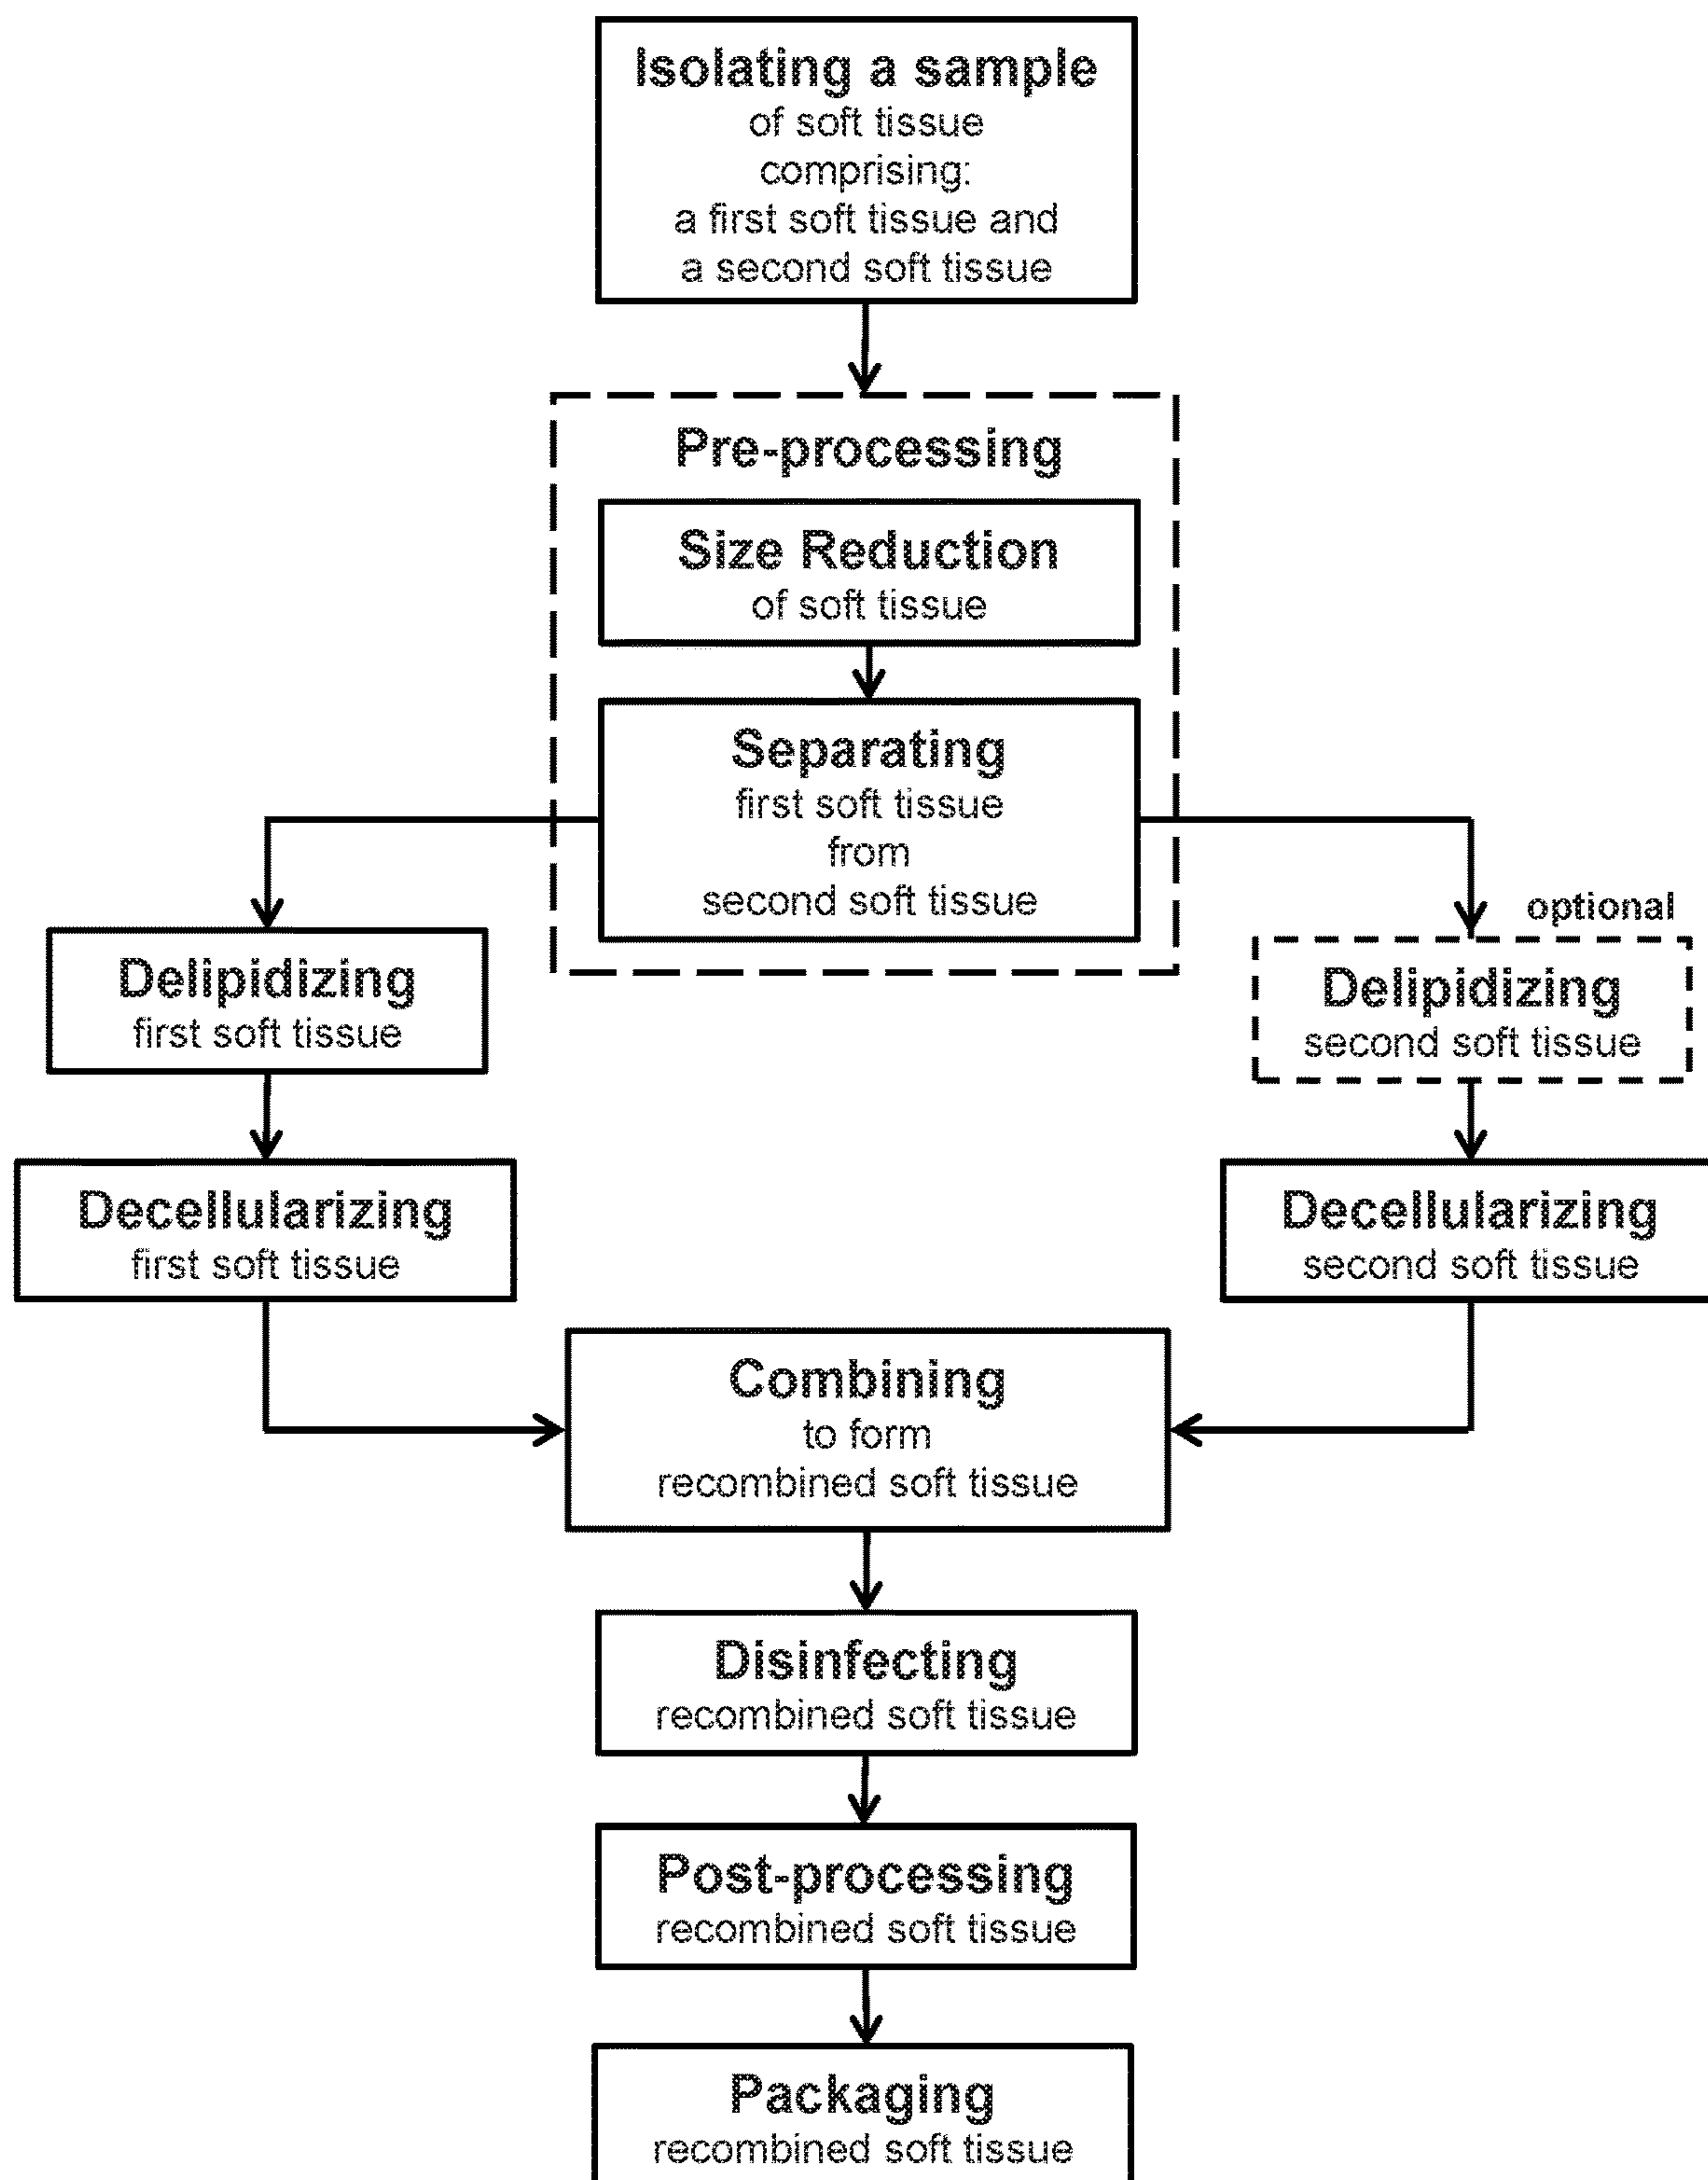 Isolating a sample
of soft tissue
comprising:
a first soft tissue and
a second soft tissue
Pre-processing
Size Reduction
of soft tissue
Separating
first soft tissue
from
second soft tissue
Delipidizing
first soft tissue
optional
Delipidizing
second soft tissue
Decellularizing
first soft tissue
Decellularizing
second soft tissue
Combining
to form
recombined soft tissue
Disinfecting
recombined soft tissue
Post-processing
recombined soft tissue
Packaging
recombined soft tissue